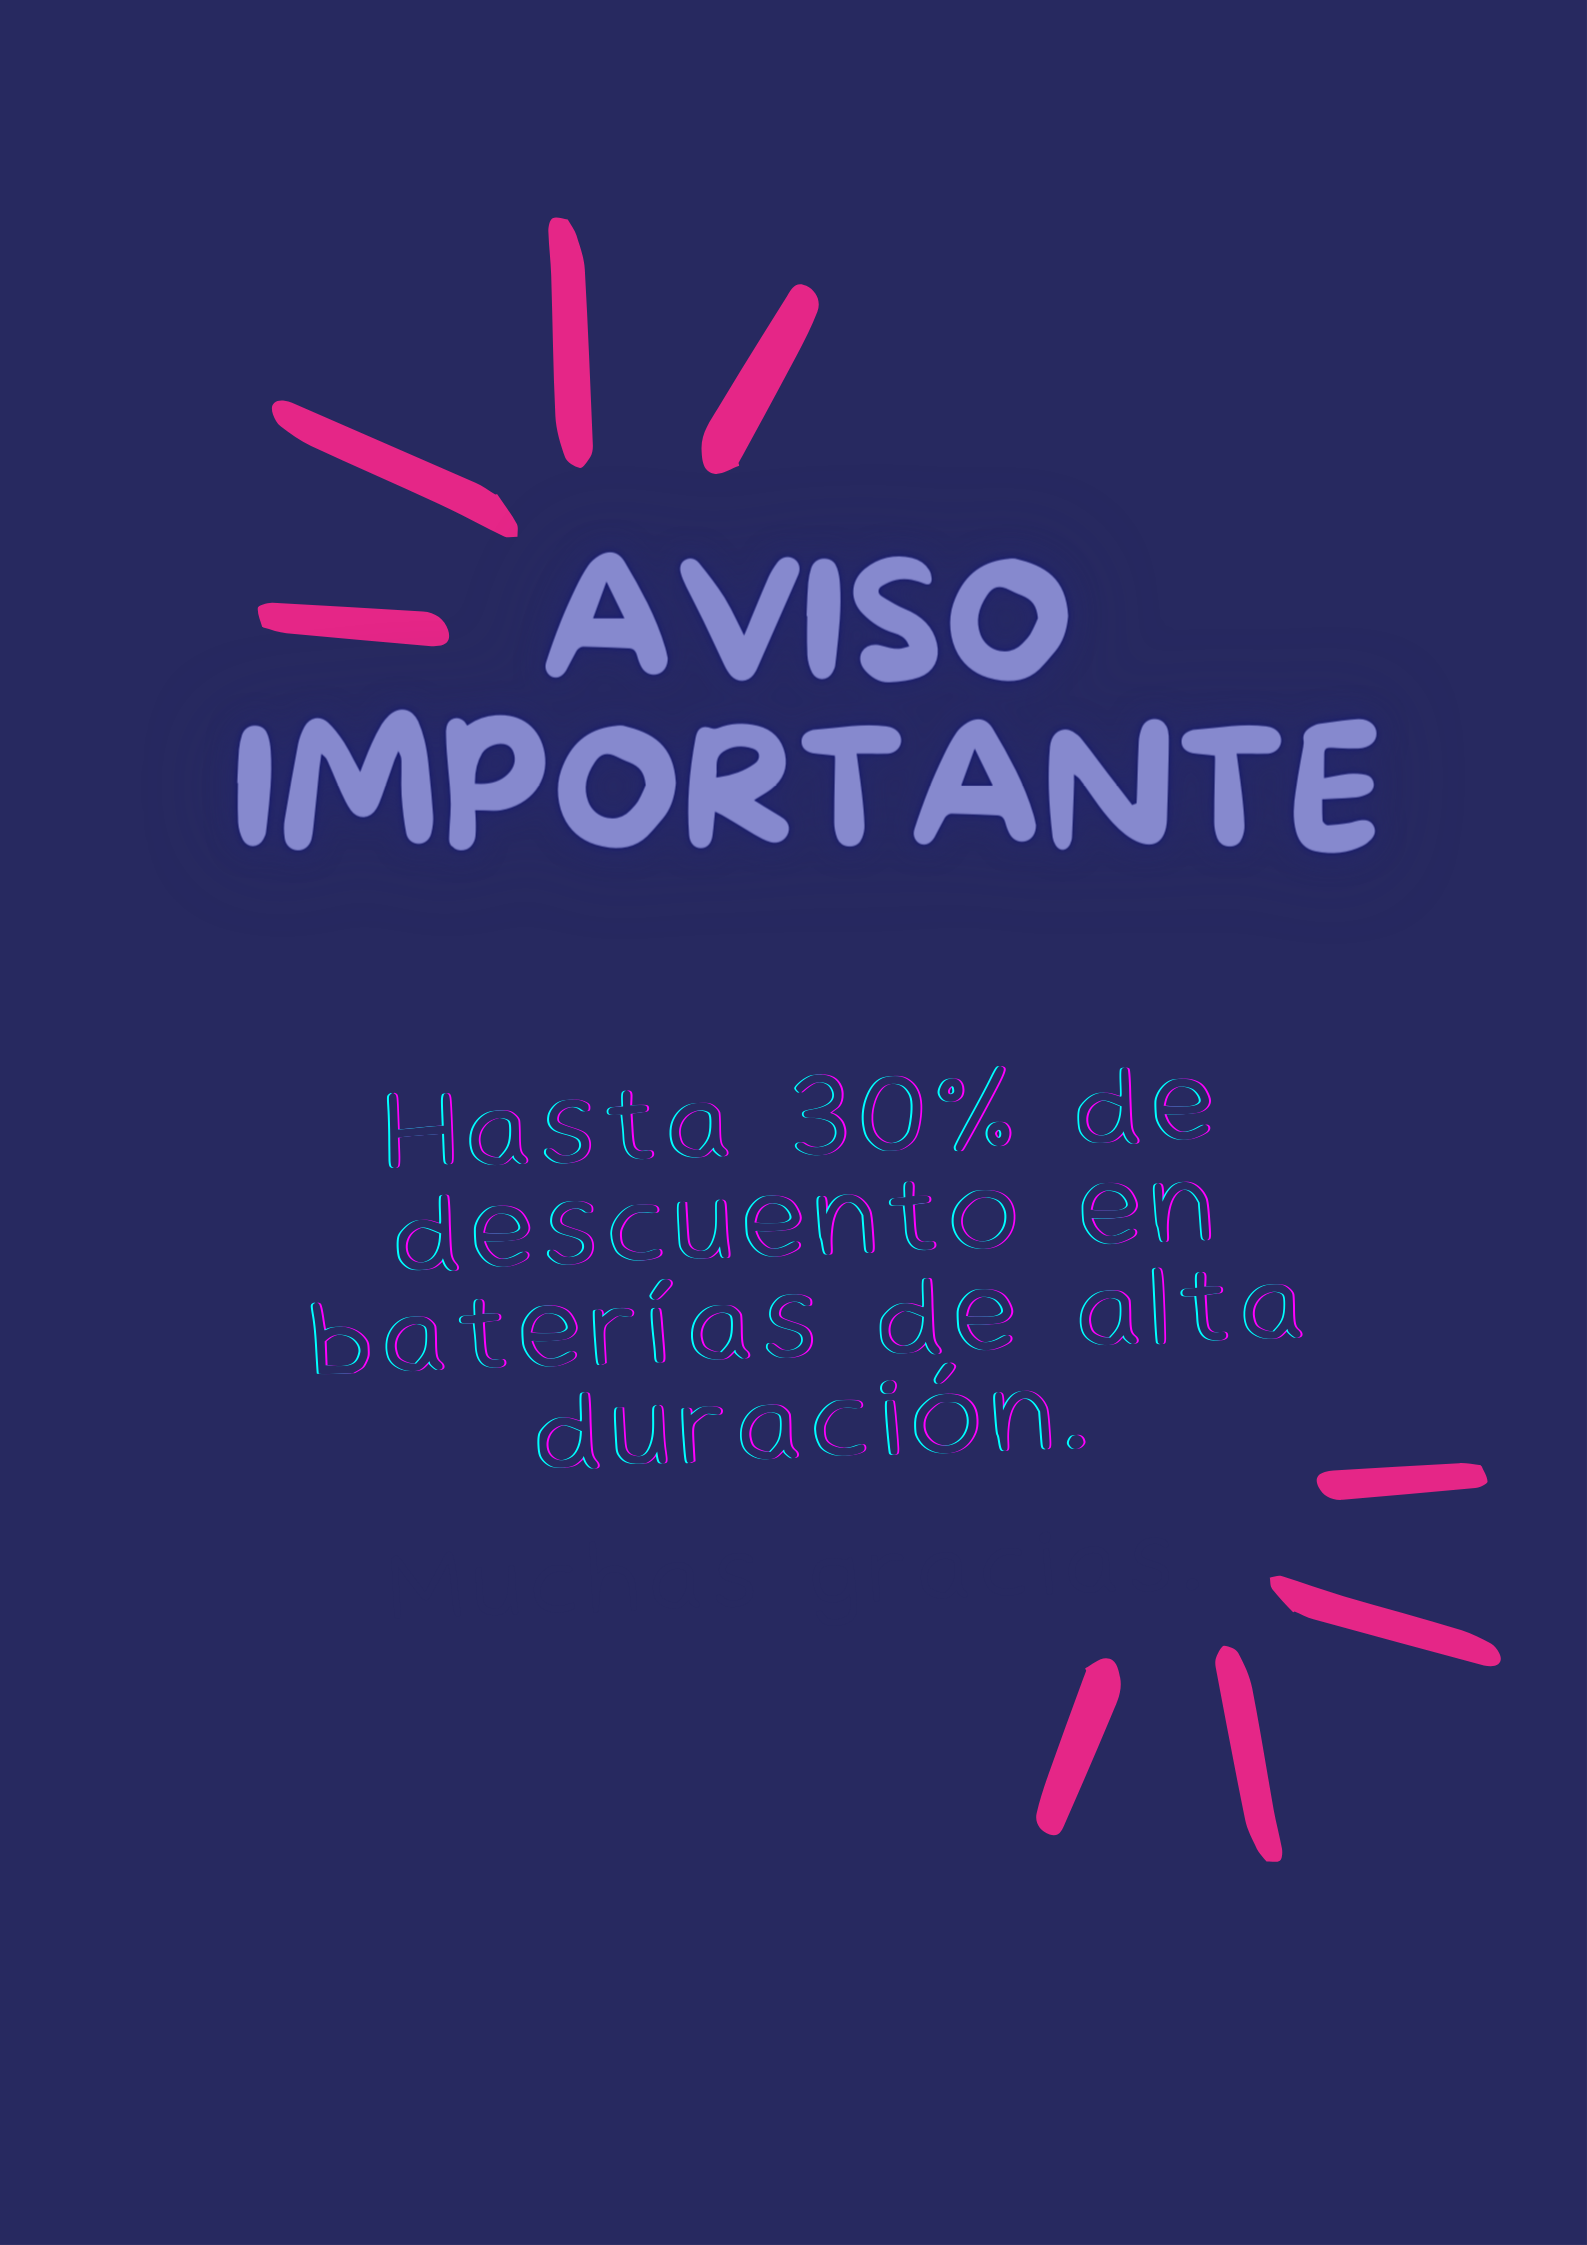 AVISO
IMPORTANTE
Hasta 30% de
descuento en
baterías de alta
duración.